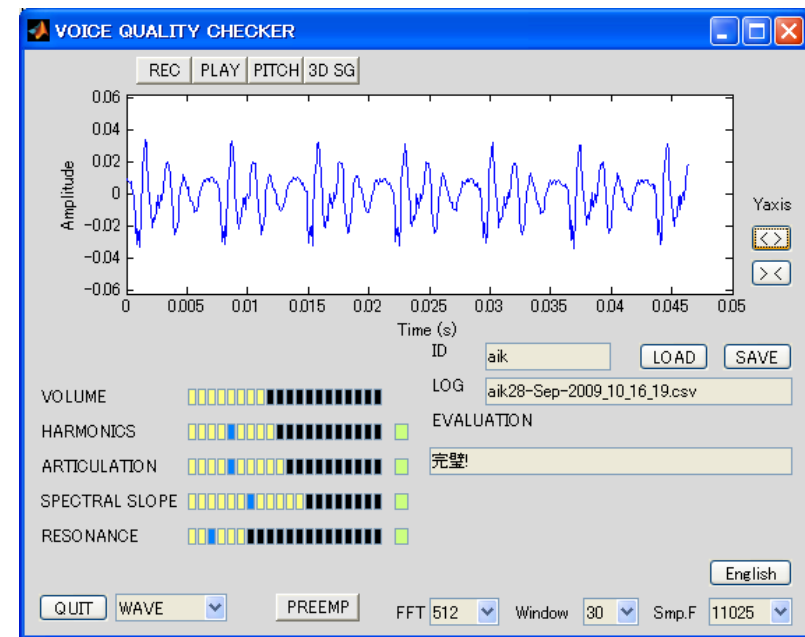 VOICE QUALITY CHECKER
REC PLAY PITCH 3D SG
0.06
0.04
0.02
0
-0.02
-0.04
-0.06
Amplitude
0 0.005 0.01 0.015 0.02 0.025 0.03 0.035 0.04 0.045 0.05
Time (s)
Yaxis
< >
> <
ID aik LOAD SAVE
LOG aik28-Sep-2009_10_16_19.csv
EVALUATION
完璧!
VOLUME
HARMONICS
ARTICULATION
SPECTRAL SLOPE
RESONANCE
English
QUIT WAVE PREEMP FFT 512 Window 30 Smp.F 11025